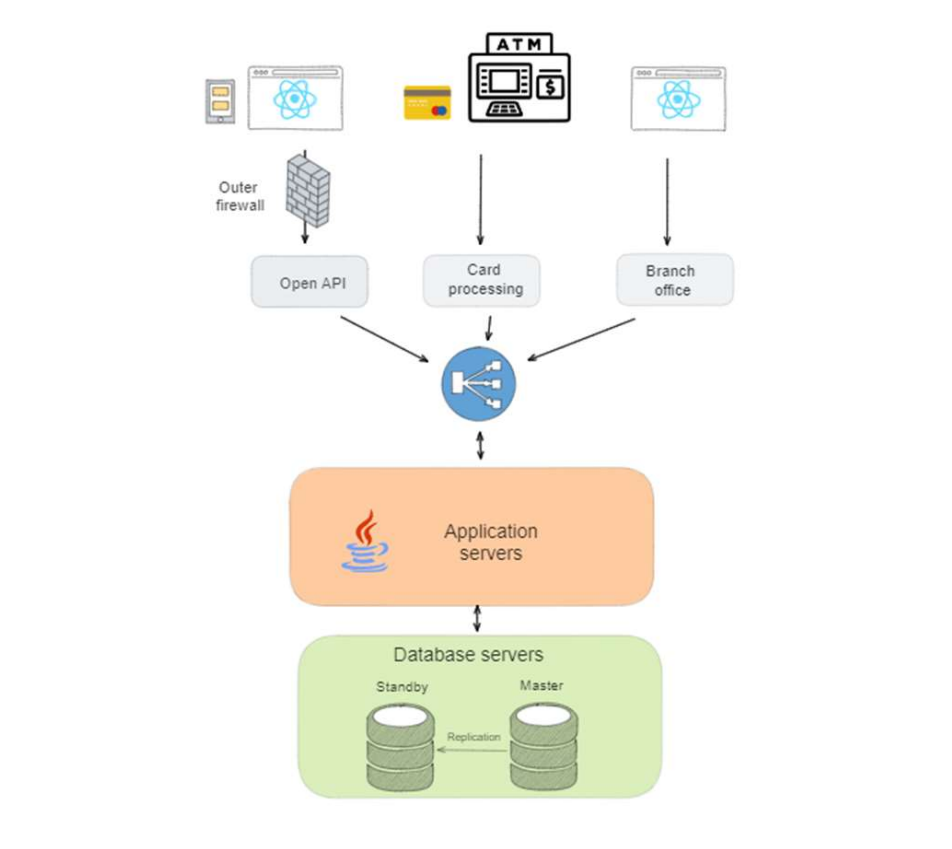 ATM
$
Outer
firewall
Open API
Card
processing
Branch
office
Application
servers
Database servers
Standby
Master
Replication